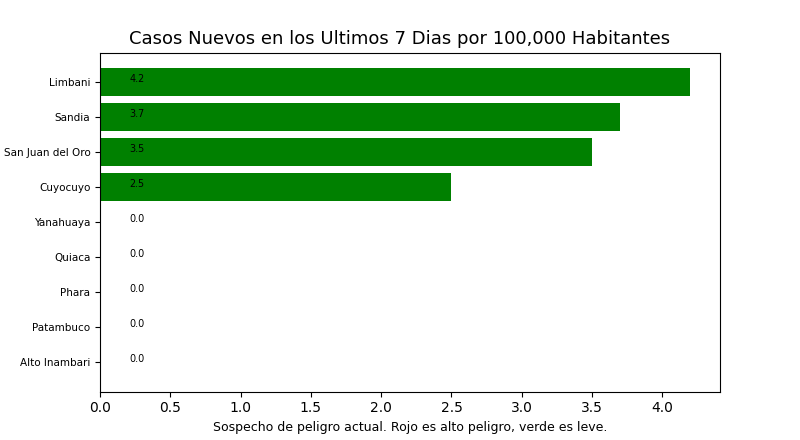 Casos Nuevos en los Ultimos 7 Dias por 100,000 Habitantes
Limbani 4.2
Sandia 3.7
San Juan del Oro 3.5
Cuyocuyo 2.5
Yanahuaya 0.0
Quiaca 0.0
Phara 0.0
Patambuco 0.0
Alto Inambari 0.0
0.0 0.5 1.0 1.5 2.0 2.5 3.0 3.5 4.0
Sospecho de peligro actual. Rojo es alto peligro, verde es leve.